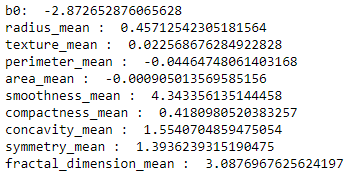 b0:  -2.872652876065628
radius_mean :  0.45712542305181564
texture_mean :  0.022568676284922828
perimeter_mean :  -0.04464748061403168
area_mean :  -0.000905013569585156
smoothness_mean :  4.343356135144458
compactness_mean :  0.4180980520383257
concavity_mean :  1.5540704859475054
symmetry_mean :  1.3936239315190475
fractal_dimension_mean :  3.0876967625624197